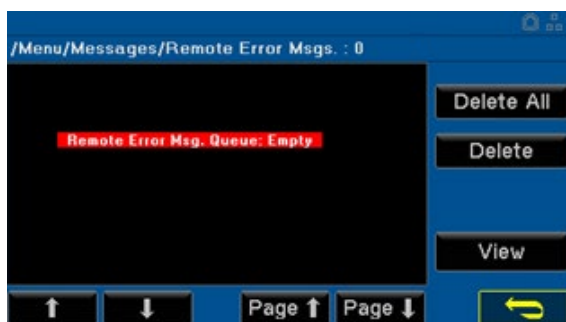 /Menu/Messages/Remote Error Msgs. : 0
Remote Error Msg. Queue; Empty
Delete All
Delete
View
↑
↓
Page ↑
Page ↓